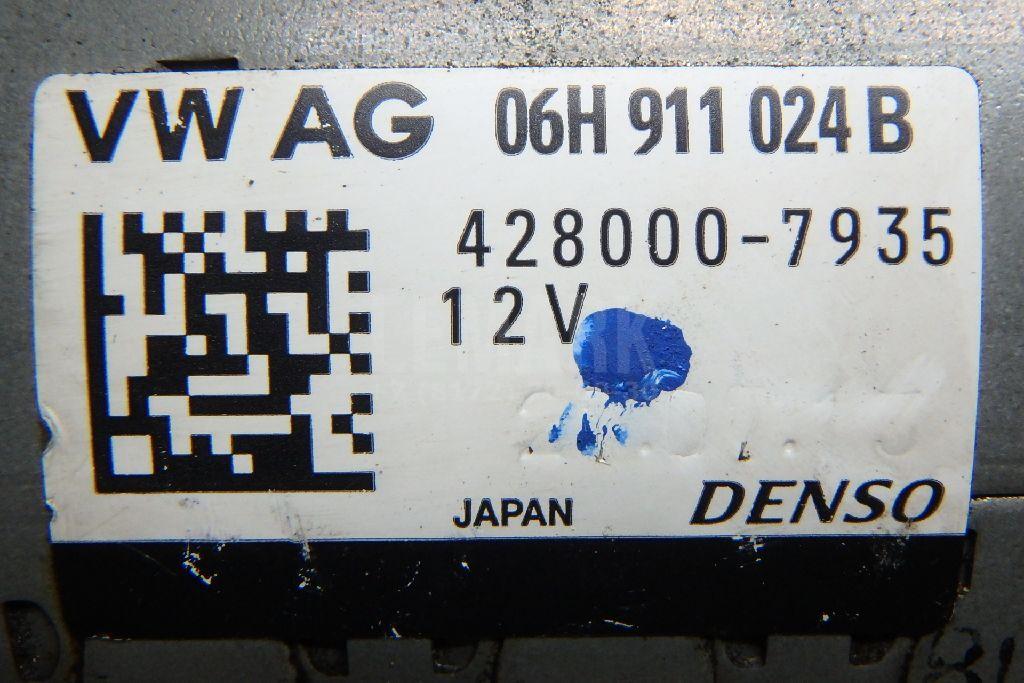 VW AG 06H 911 024 B
428000-7935
12V
JAPAN DENSO